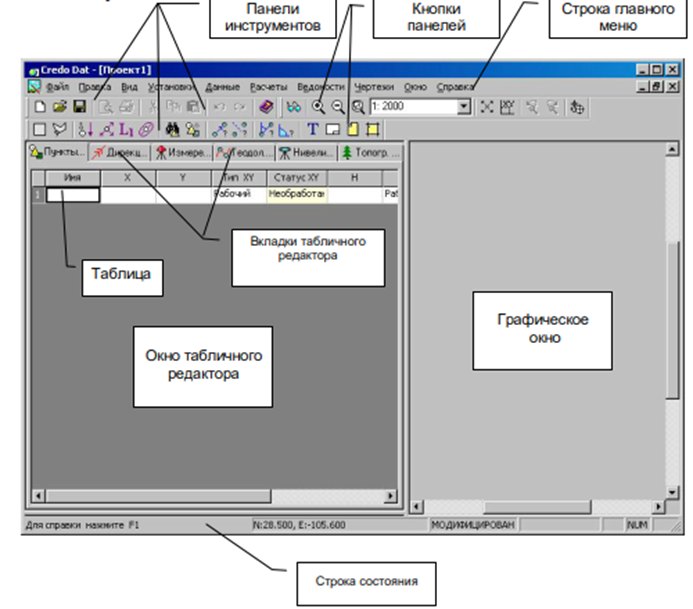 Панели
инструментов
Кнопки
панелей
Строка главного
меню
Credo Dat - [Проект1]
Файл Правка Вид Установки Данные Расчеты Ведомости Чертежи Окно Справка
1: 2000
Пункты... Дирекц... Измере... Геодол... Нивели... Топогр. ...
Имя X Y Тип XY Статус XY H
1 Рабочий Необработан Раб
Вкладки табличного
редактора
Таблица
Графическое
окно
Окно табличного
редактора
Для справки нажмите F1 N:28.500, E:-105.600 МОДИФИЦИРОВАН NUM
Строка состояния